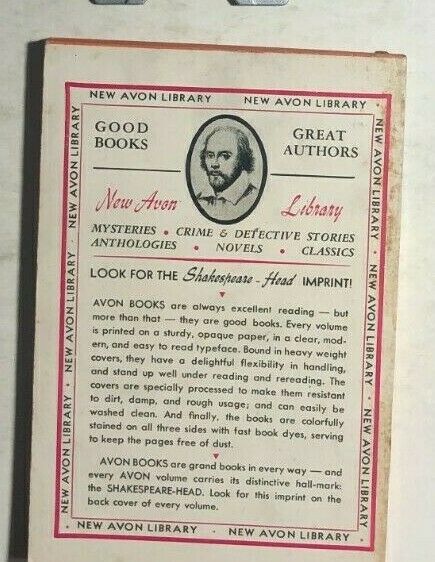 NEW AVON LIBRARY NEW AVON LIBRARY
GOOD BOOKS
GREAT AUTHORS
New Avon Library
MYSTERIES • CRIME & DETECTIVE STORIES
ANTHOLOGIES • NOVELS • CLASSICS
LOOK FOR THE Shakespeare-Head IMPRINT!
AVON BOOKS are always excellent reading — but
more than that — they are good books. Every volume
is printed on a sturdy, opaque paper, in a clear, mod-
ern, and easy to read typeface. Bound in heavy weight
covers, they have a delightful flexibility in handling,
and stand up well under reading and rereading. The
covers are specially processed to make them resistant
to dirt, damp, and rough usage; and can easily be
washed clean. And finally, the books are colorfully
stained on all three sides with fast book dyes, serving
to keep the pages free of dust.
AVON BOOKS are grand books in every way — and
every AVON volume carries its distinctive hall-mark:
the SHAKESPEARE-HEAD. Look for this imprint on the
back cover of every volume.
NEW AVON LIBRARY • NEW AVON LIBRARY
NEW AVON LIBRARY • NEW AVON LIBRARY • NEW AVON LIBRARY
NEW AVON LIBRARY • NEW AVON LIBRARY • NEW AVON LIBRARY